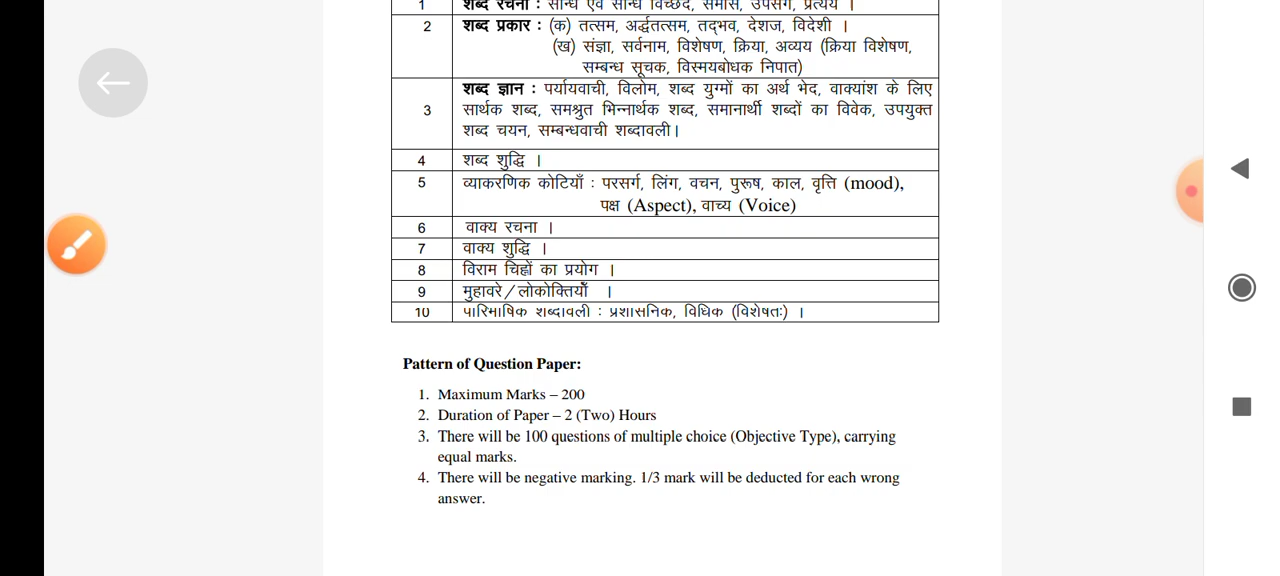 1 शब्द रचना : सन्धि एवं सन्धि विच्छेद, समास, उपसर्ग, प्रत्यय ।
2 शब्द प्रकार : (क) तत्सम, अर्द्धतत्सम, तद्भव, देशज, विदेशी ।
(ख) संज्ञा, सर्वनाम, विशेषण, क्रिया, अव्यय (क्रिया विशेषण,
सम्बन्ध सूचक, विस्मयबोधक निपात)
शब्द ज्ञान : पर्यायवाची, विलोम, शब्द युग्मों का अर्थ भेद, वाक्यांश के लिए
3 सार्थक शब्द, समश्रुत भिन्नार्थक शब्द, समानार्थी शब्दों का विवेक, उपयुक्त
शब्द चयन, सम्बन्धवाची शब्दावली।
4 शब्द शुद्धि ।
5 व्याकरणिक कोटियाँ : परसर्ग, लिंग, वचन, पुरूष, काल, वृत्ति (mood),
पक्ष (Aspect), वाच्य (Voice)
6 वाक्य रचना ।
7 वाक्य शुद्धि ।
8 विराम चिह्नों का प्रयोग ।
9 मुहावरे/लोकोक्तियाँ ।
10 पारिभाषिक शब्दावली : प्रशासनिक, विधिक (विशेषतः) ।
Pattern of Question Paper:
1. Maximum Marks – 200
2. Duration of Paper – 2 (Two) Hours
3. There will be 100 questions of multiple choice (Objective Type), carrying
equal marks.
4. There will be negative marking. 1/3 mark will be deducted for each wrong
answer.